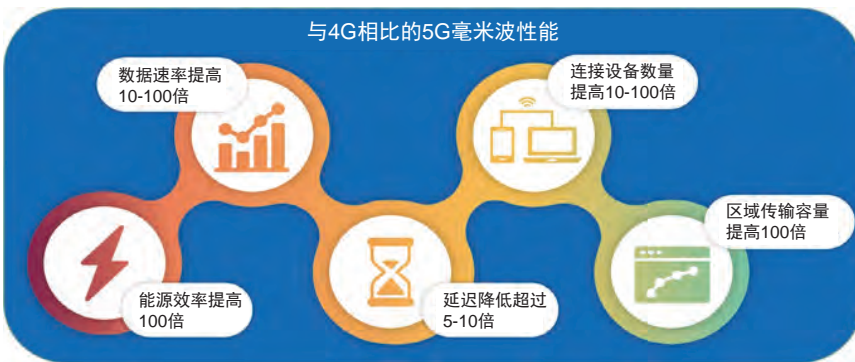 与4G相比的5G毫米波性能
数据速率提高
10-100倍
连接设备数量
提高10-100倍
区域传输容量
提高100倍
能源效率提高
100倍
延迟降低超过
5-10倍